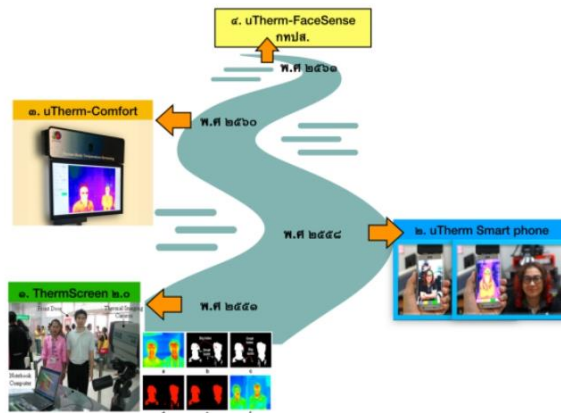 ๔. uTherm-FaceSense
กทปส.
พ.ศ ๒๕๖๑
๓. uTherm-Comfort
พ.ศ ๒๕๖๐
พ.ศ ๒๕๕๘
๒. uTherm Smart phone
๑. ThermScreen ๒.๐
พ.ศ ๒๕๕๑
Front Door
Thermal Imaging
Camera
Notebook
Computer
a
b
c